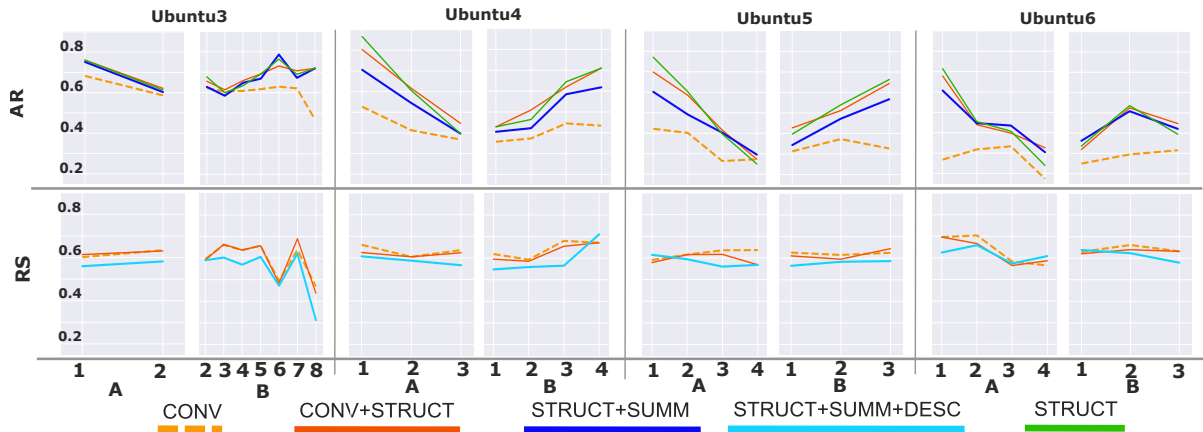 Ubuntu3 Ubuntu4 Ubuntu5 Ubuntu6
AR
0.8
0.6
0.4
0.2
RS
0.8
0.6
0.4
0.2
1 2 2 3 4 5 6 7 8 1 2 3 1 2 3 4 1 2 3 4 1 2 3 1 2 3 4 1 2 3
A B A B A B A B
CONV CONV+STRUCT STRUCT+SUMM STRUCT+SUMM+DESC STRUCT